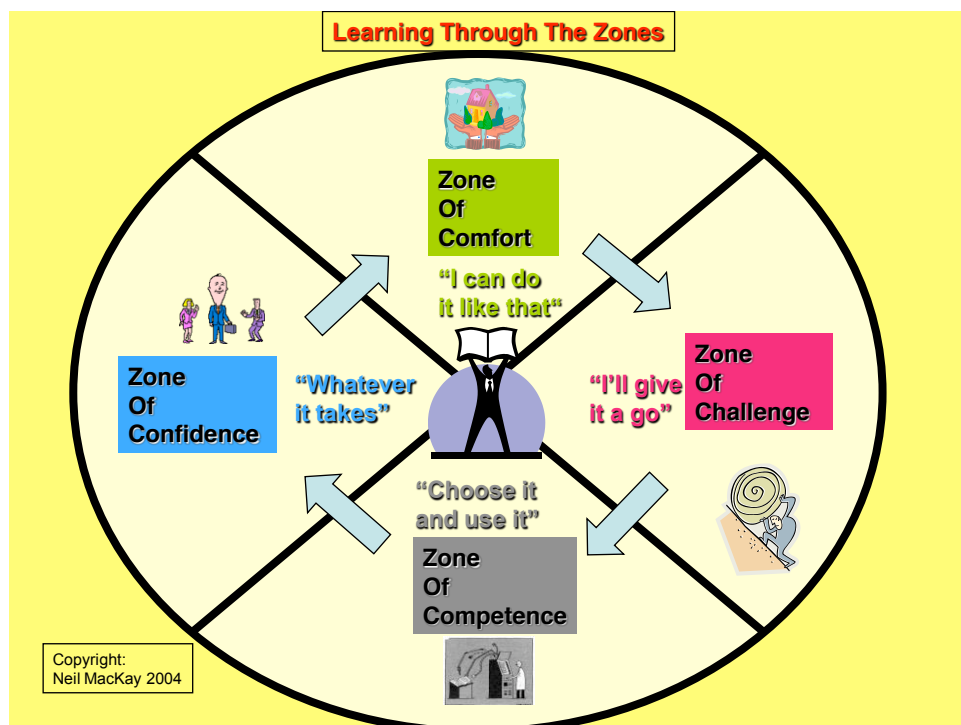 Learning Through The Zones
Zone
Of
Comfort
“I can do
it like that“
Zone
Of
Challenge
“I’ll give
it a go”
“Choose it
and use it”
Zone
Of
Competence
Zone
Of
Confidence
“Whatever
it takes”
Copyright:
Neil MacKay 2004